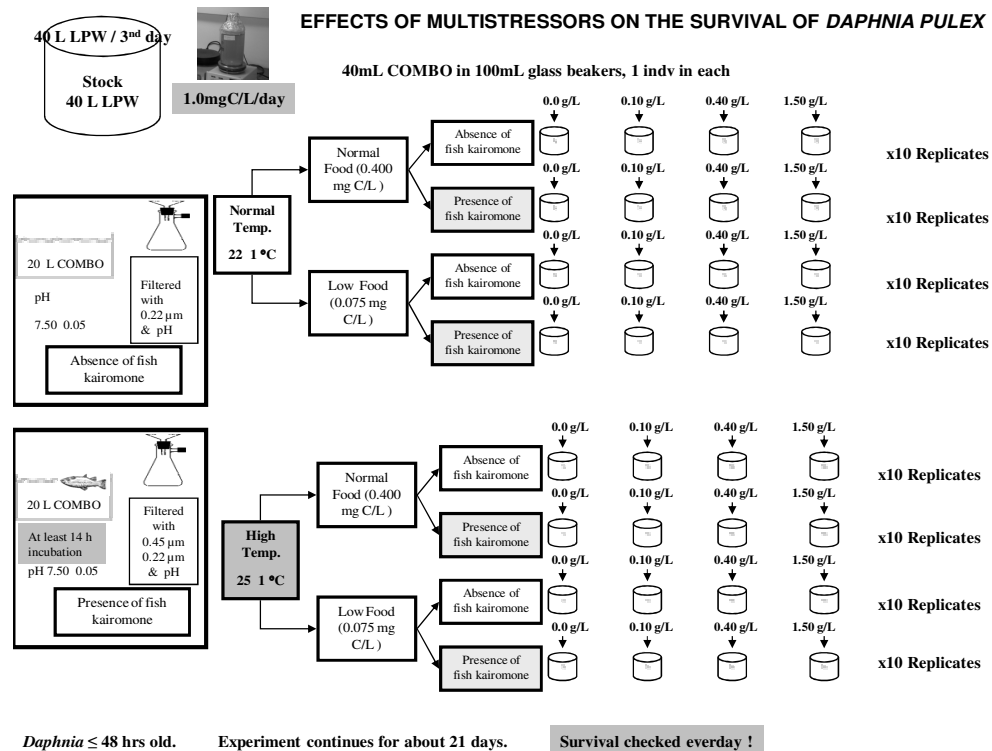 EFFECTS OF MULTISTRESSORS ON THE SURVIVAL OF DAPHNIA PULEX
40 L LPW / 3rd day
Stock
40 L LPW
1.0mgC/L/day
40mL COMBO in 100mL glass beakers, 1 indv in each
20 L COMBO
pH
7.50 0.05
Filtered
with
0.22 µm
& pH
Absence of fish
kairomone
Normal
Temp.
22 1 °C
Normal
Food (0.400
mg C/L )
Absence of
fish kairomone
0.0 g/L 0.10 g/L 0.40 g/L 1.50 g/L
x10 Replicates
Presence of
fish kairomone
0.0 g/L 0.10 g/L 0.40 g/L 1.50 g/L
x10 Replicates
Low Food
(0.075 mg
C/L )
Absence of
fish kairomone
0.0 g/L 0.10 g/L 0.40 g/L 1.50 g/L
x10 Replicates
Presence of
fish kairomone
0.0 g/L 0.10 g/L 0.40 g/L 1.50 g/L
x10 Replicates
20 L COMBO
At least 14 h
incubation
pH 7.50 0.05
Filtered
with
0.45 µm
0.22 µm
& pH
Presence of fish
kairomone
High
Temp.
25 1 °C
Normal
Food (0.400
mg C/L )
Absence of
fish kairomone
0.0 g/L 0.10 g/L 0.40 g/L 1.50 g/L
x10 Replicates
Presence of
fish kairomone
0.0 g/L 0.10 g/L 0.40 g/L 1.50 g/L
x10 Replicates
Low Food
(0.075 mg
C/L )
Absence of
fish kairomone
0.0 g/L 0.10 g/L 0.40 g/L 1.50 g/L
x10 Replicates
Presence of
fish kairomone
0.0 g/L 0.10 g/L 0.40 g/L 1.50 g/L
x10 Replicates
Daphnia ≤ 48 hrs old. Experiment continues for about 21 days. Survival checked everday !